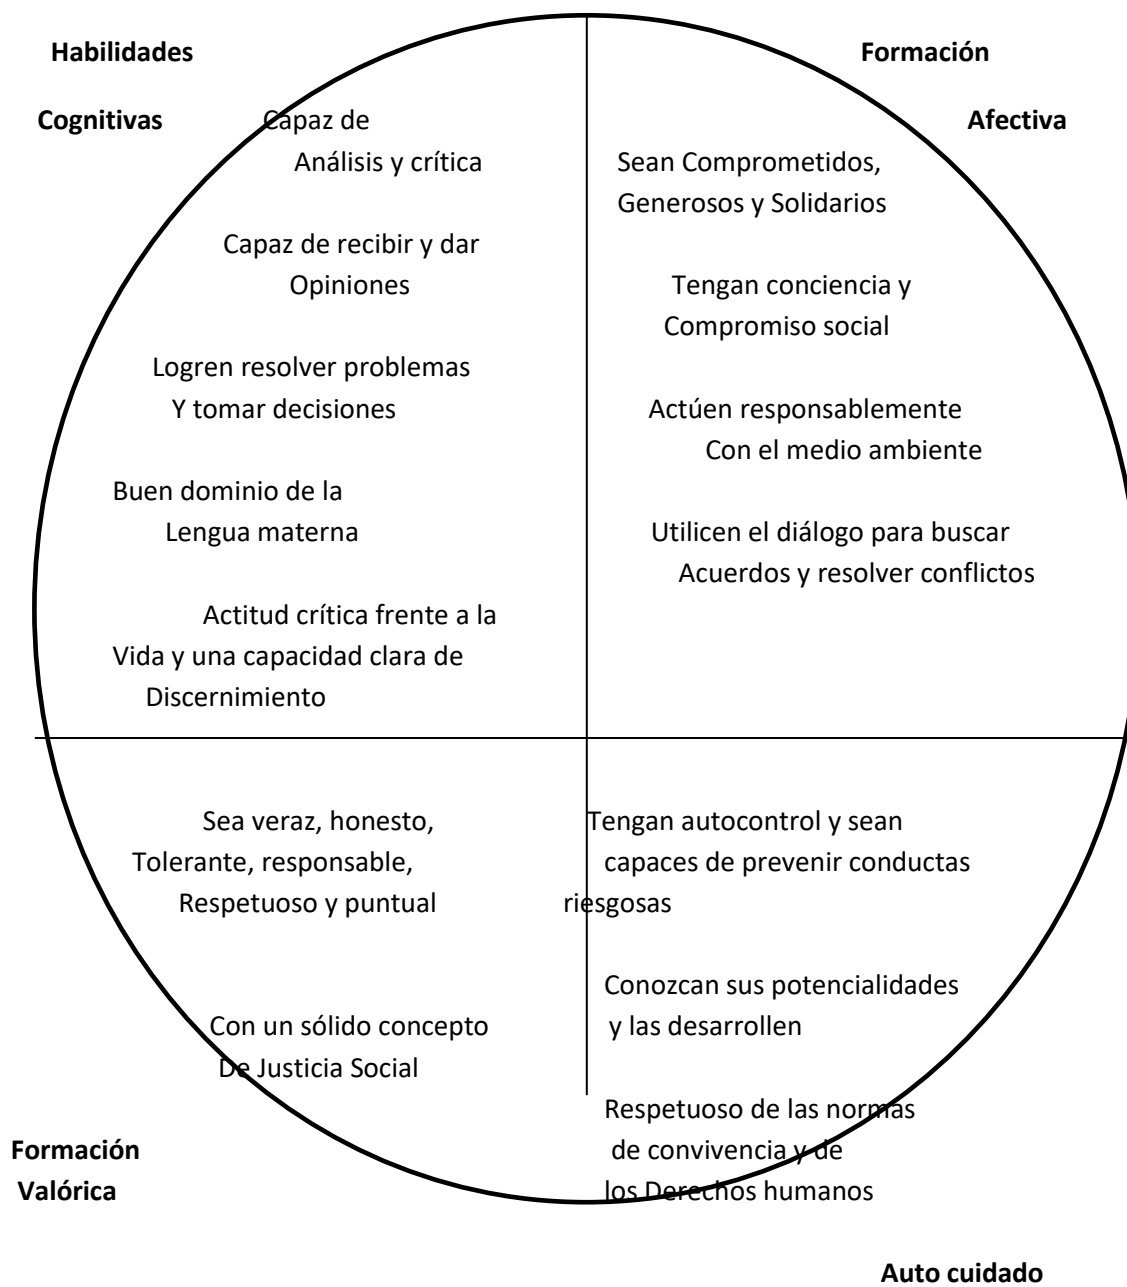 Habilidades
Cognitivas
Capaz de
Análisis y crítica
Capaz de recibir y dar
Opiniones
Logren resolver problemas
Y tomar decisiones
Buen dominio de la
Lengua materna
Actitud crítica frente a la
Vida y una capacidad clara de
Discernimiento
Formación
Afectiva
Sean Comprometidos,
Generosos y Solidarios
Tengan conciencia y
Compromiso social
Actúen responsablemente
Con el medio ambiente
Utilicen el diálogo para buscar
Acuerdos y resolver conflictos
Sea veraz, honesto,
Tolerante, responsable,
Respetuoso y puntual
Con un sólido concepto
De Justicia Social
Formación
Valórica
Tengan autocontrol y sean
capaces de prevenir conductas
riesgosas
Conozcan sus potencialidades
y las desarrollen
Respetuoso de las normas
de convivencia y de
los Derechos humanos
Auto cuidado